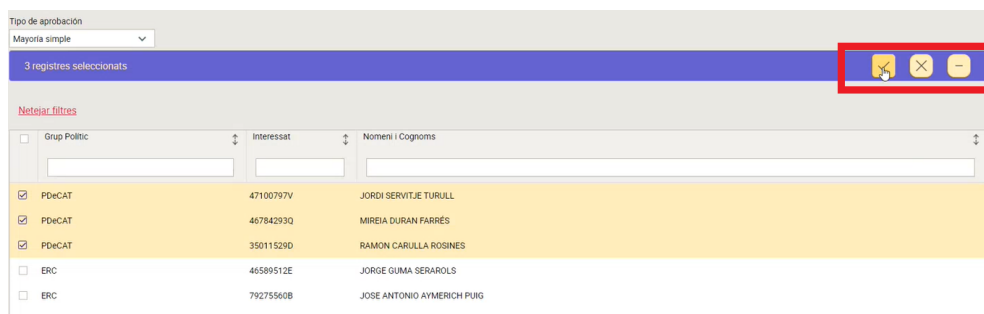 Tipo de aprobación
Mayoría simple
3 registres seleccionats
Netejar filtres
Grup Polític Interessat Nomeni i Cognoms
PDeCAT 47100797V JORDI SERVITJE TURULL
PDeCAT 46784293Q MIREIA DURAN FARRÉS
PDeCAT 35011529D RAMON CARULLA ROSINES
ERC 46589512E JORGE GUMA SERAROLS
ERC 79275560B JOSE ANTONIO AYMERICH PUIG